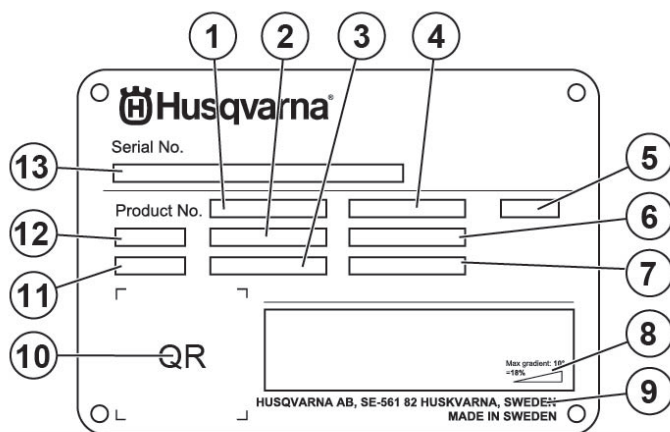 1 2 3 4
Husqvarna®
Serial No.
13
5
Product No.
12
6
11
7
10
QR
Max gradient: 10°
=18%
8
9
HUSQVARNA AB, SE-561 82 HUSKVARNA, SWEDEN
MADE IN SWEDEN